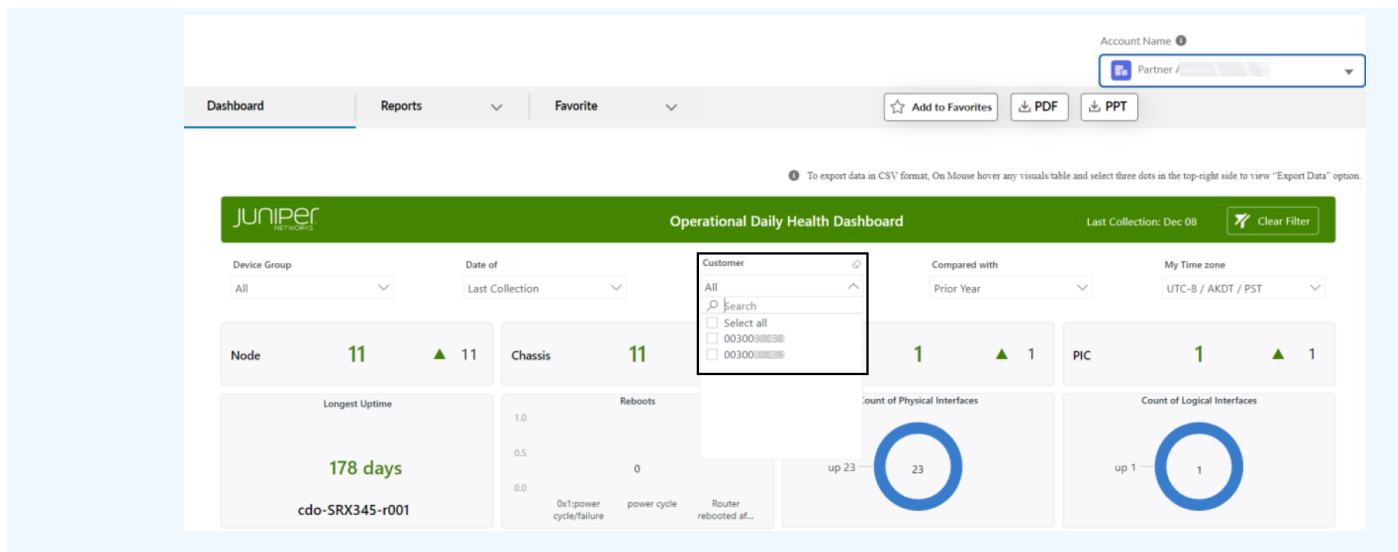 Account Name
Partner
Dashboard Reports Favorite Add to Favorites PDF PPT
To export data in CSV format, On Mouse hover any visuals/table and select three dots in the top-right side to view “Export Data” option.
JUNIPER NETWORKS Operational Daily Health Dashboard Last Collection: Dec 08 Clear Filter
Device Group Date of Customer Compared with My Time zone
All Last Collection All Prior Year UTC-8 / AKDT / PST
Search
Select all
00300
00300
Node 11 ▲ 11 Chassis 11 1 ▲ 1 PIC 1 ▲ 1
Longest Uptime Reboots Count of Physical Interfaces Count of Logical Interfaces
1.0
0.5
178 days 0 up 23 23 up 1 1
0.0
cdo-SRX345-r001 0x1:power cycle/failure power cycle Router rebooted af...